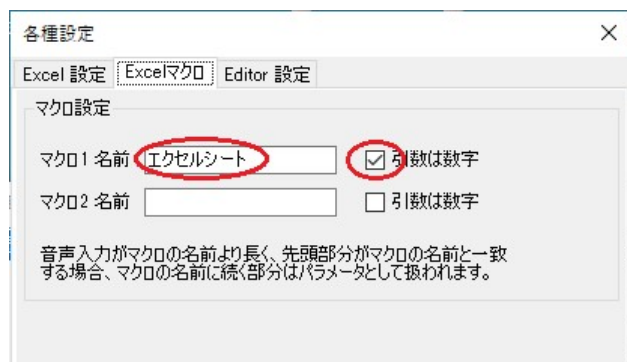 各種設定
Excel 設定 Excelマクロ Editor 設定
マクロ設定
マクロ1 名前 エクセルシート 引数は数字
マクロ2 名前 引数は数字
音声入力がマクロの名前より長く、先頭部分がマクロの名前と一致
する場合、マクロの名前に続く部分はパラメータとして扱われます。